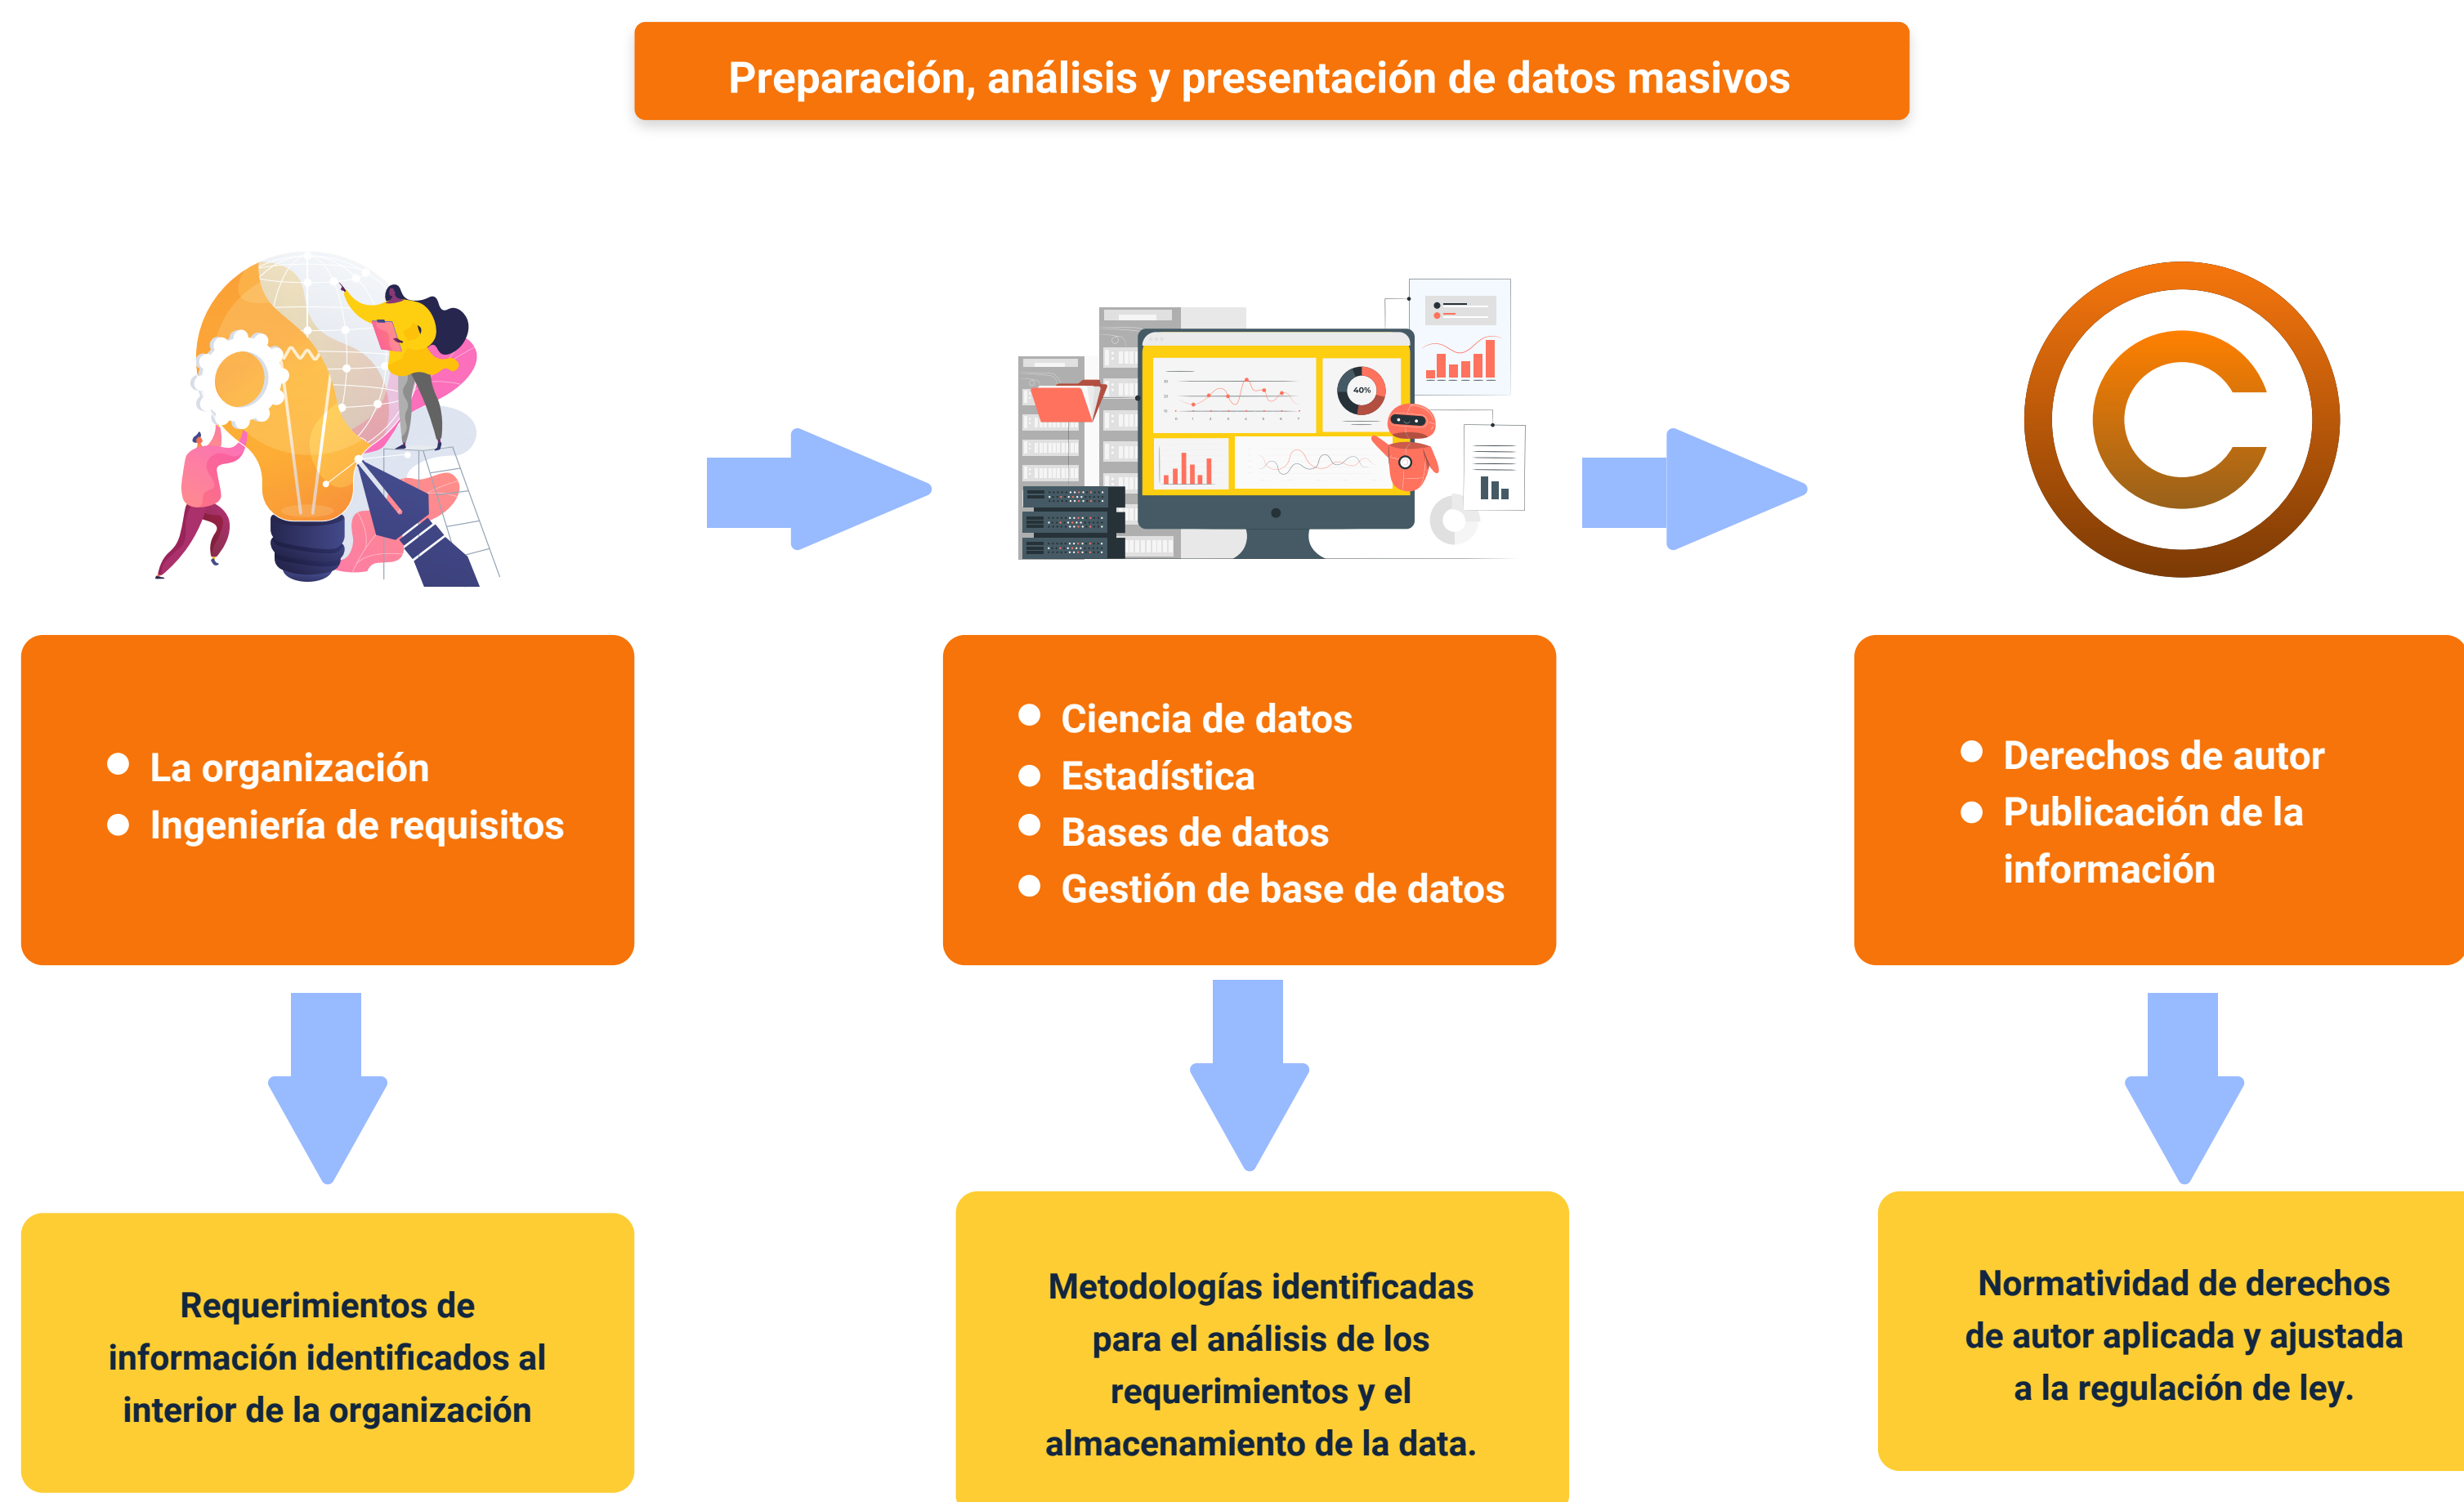 Preparación, análisis y presentación de datos masivos
40%
La organización
Ingeniería de requisitos
Ciencia de datos
Estadística
Bases de datos
Gestión de base de datos
Derechos de autor
Publicación de la
información
Requerimientos de
información identificados al
interior de la organización
Metodologías identificadas
para el análisis de los
requerimientos y el
almacenamiento de la data.
Normatividad de derechos
de autor aplicada y ajustada
a la regulación de ley.